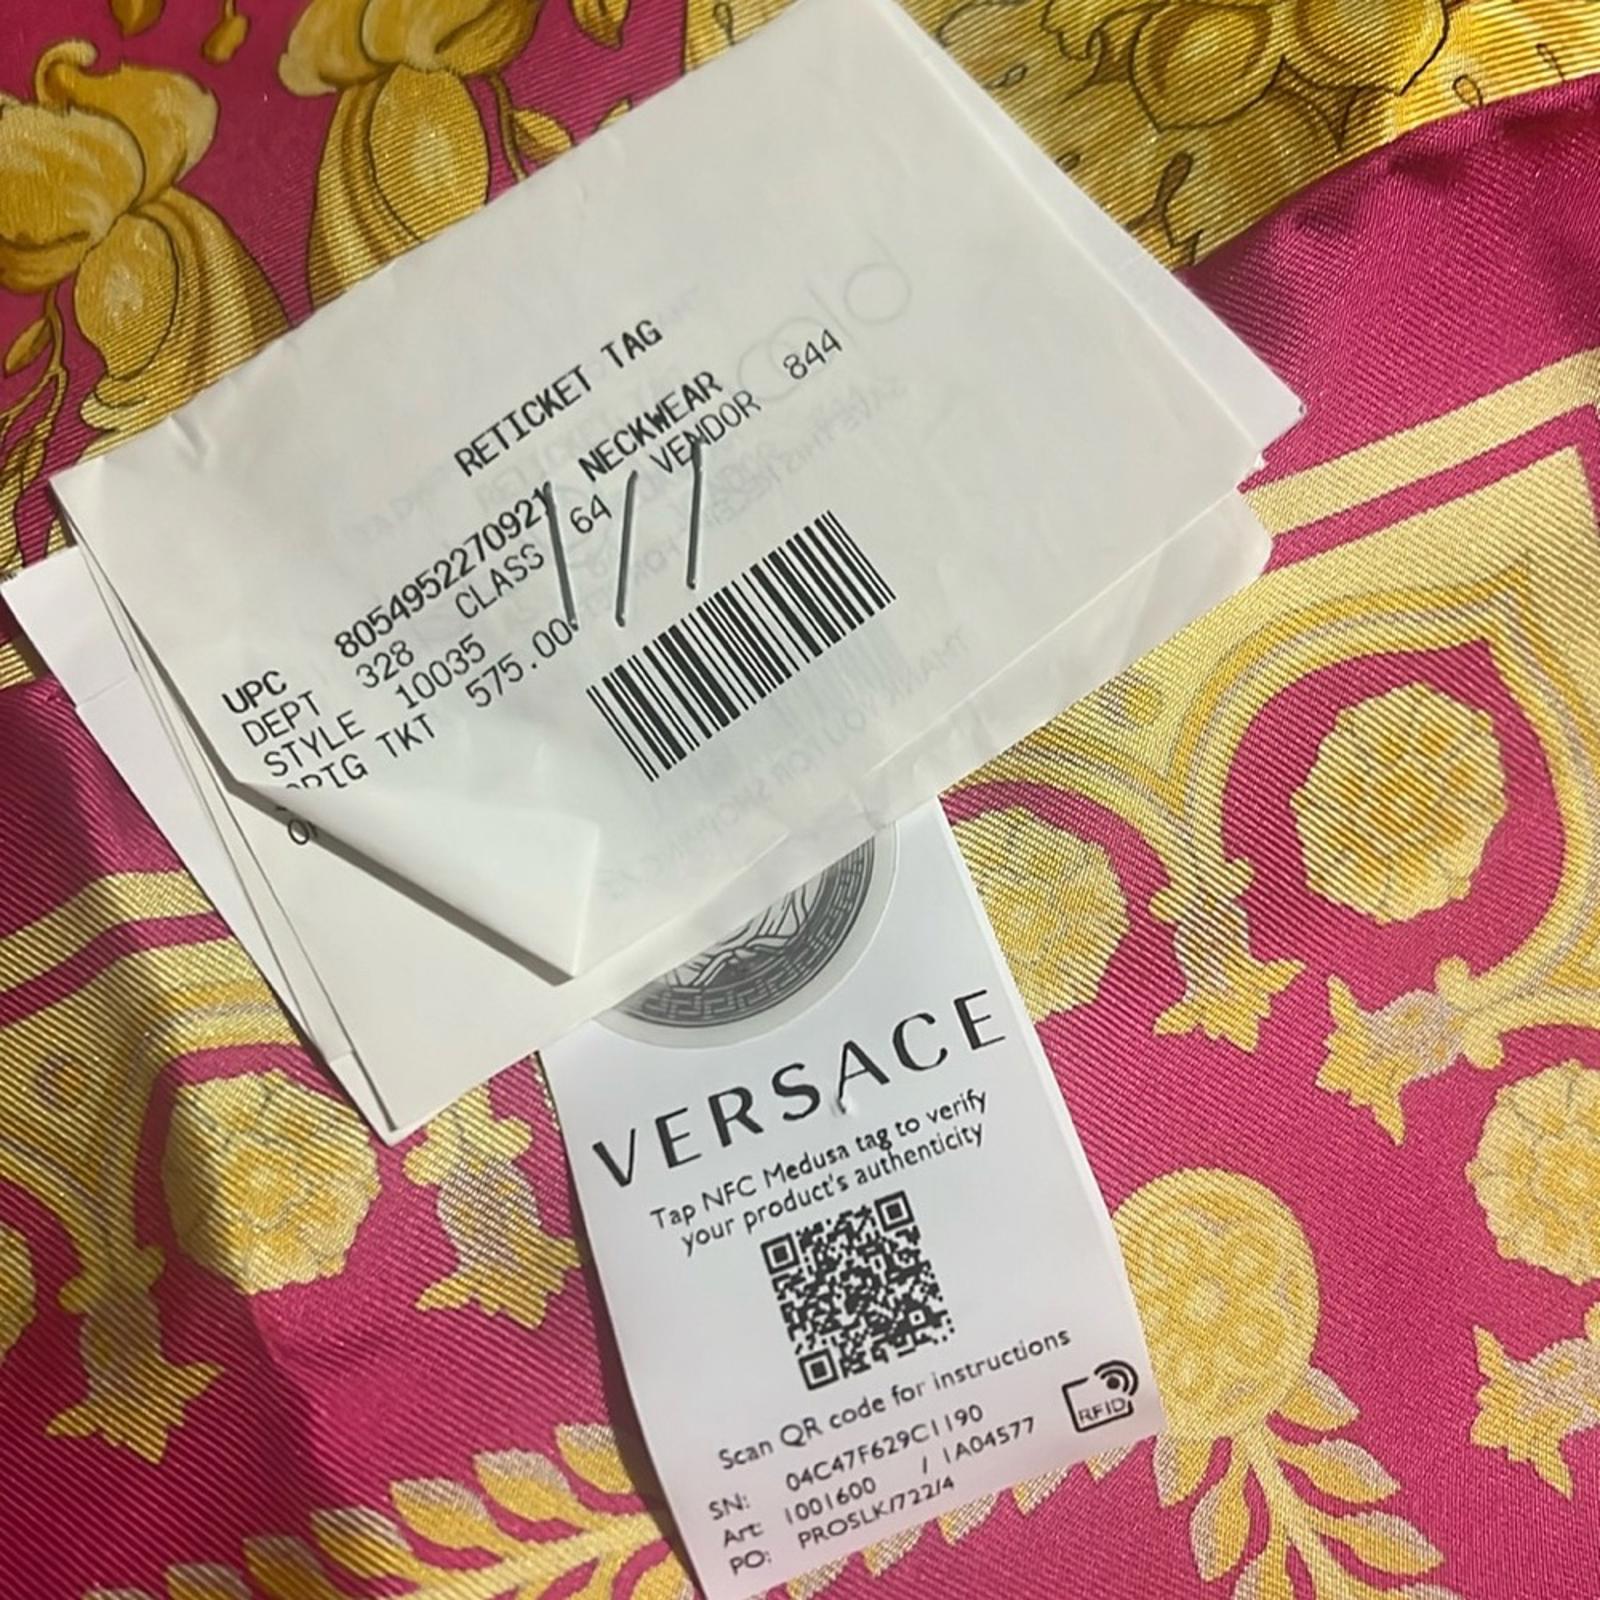 RETICKET TAG
UPC 8054952270921 NECKWEAR
DEPT 328 CLASS 64 VENDOR 844
STYLE 10035
ORIG TKT 575.00
VERSACE
Tap NFC Medusa tag to verify
your product's authenticity
Scan QR code for instructions
RFID
SN: 04C47F629C1190
Art: 1001600 / 1A04577
PO: PROSLK/722/4